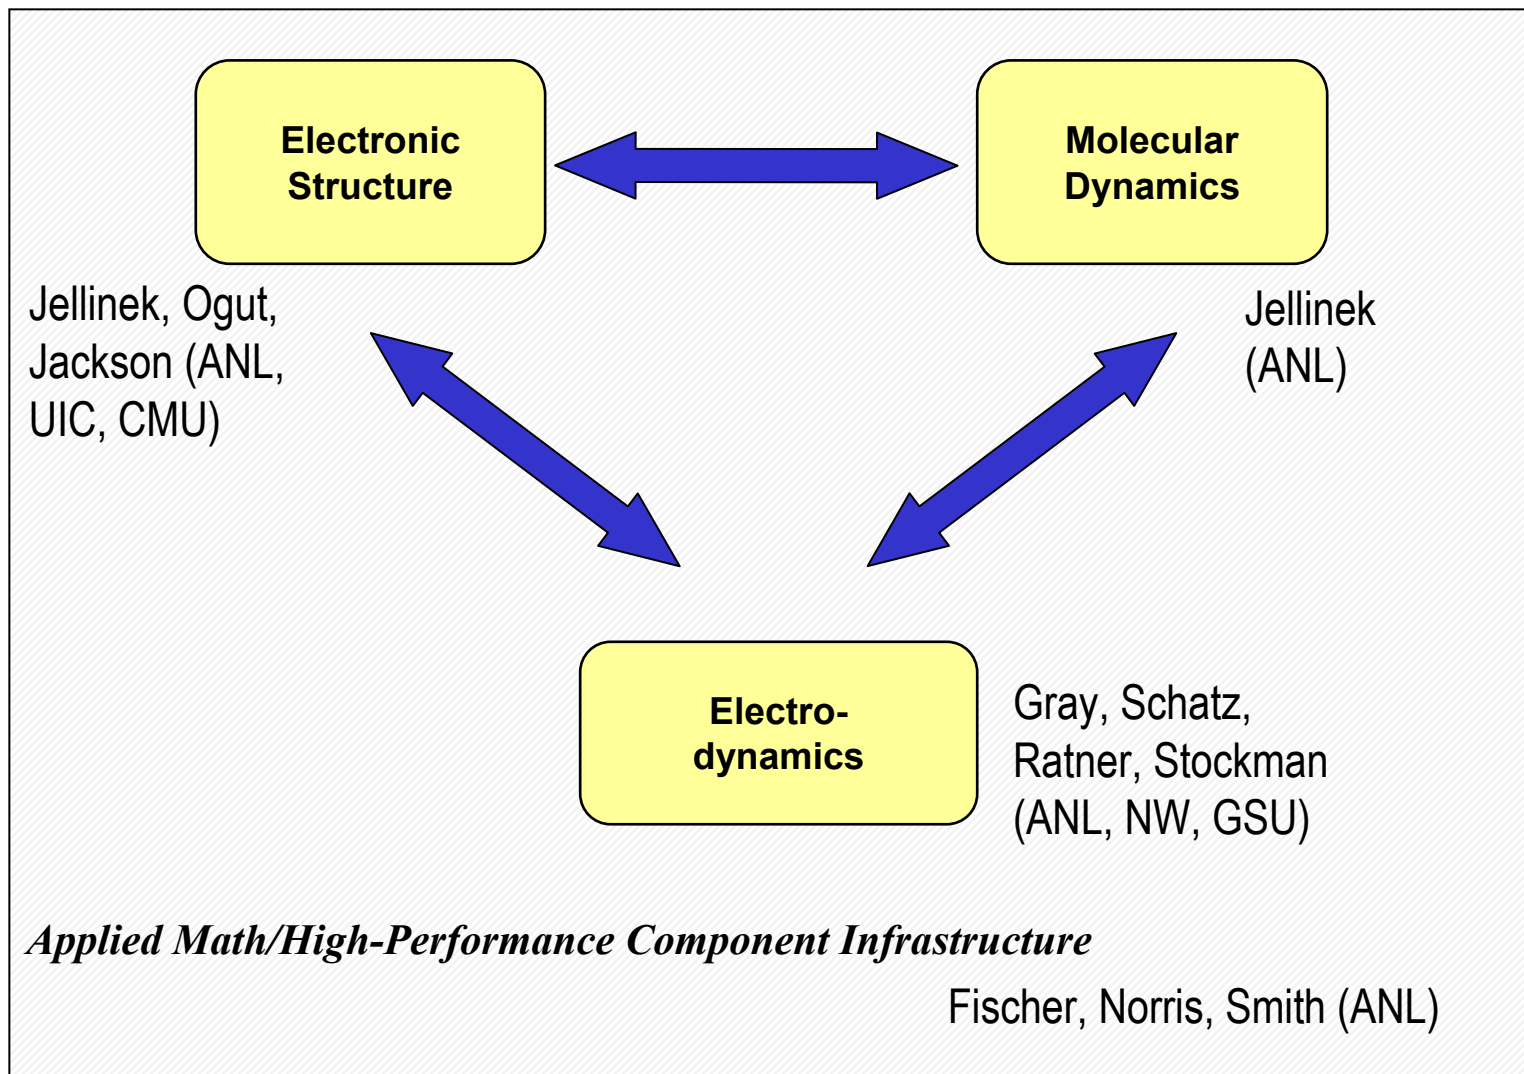 Electronic
Structure
Molecular
Dynamics
Jellinek, Ogut,
Jackson (ANL,
UIC, CMU)
Jellinek
(ANL)
Electro-
dynamics
Gray, Schatz,
Ratner, Stockman
(ANL, NW, GSU)
Applied Math/High-Performance Component Infrastructure
Fischer, Norris, Smith (ANL)